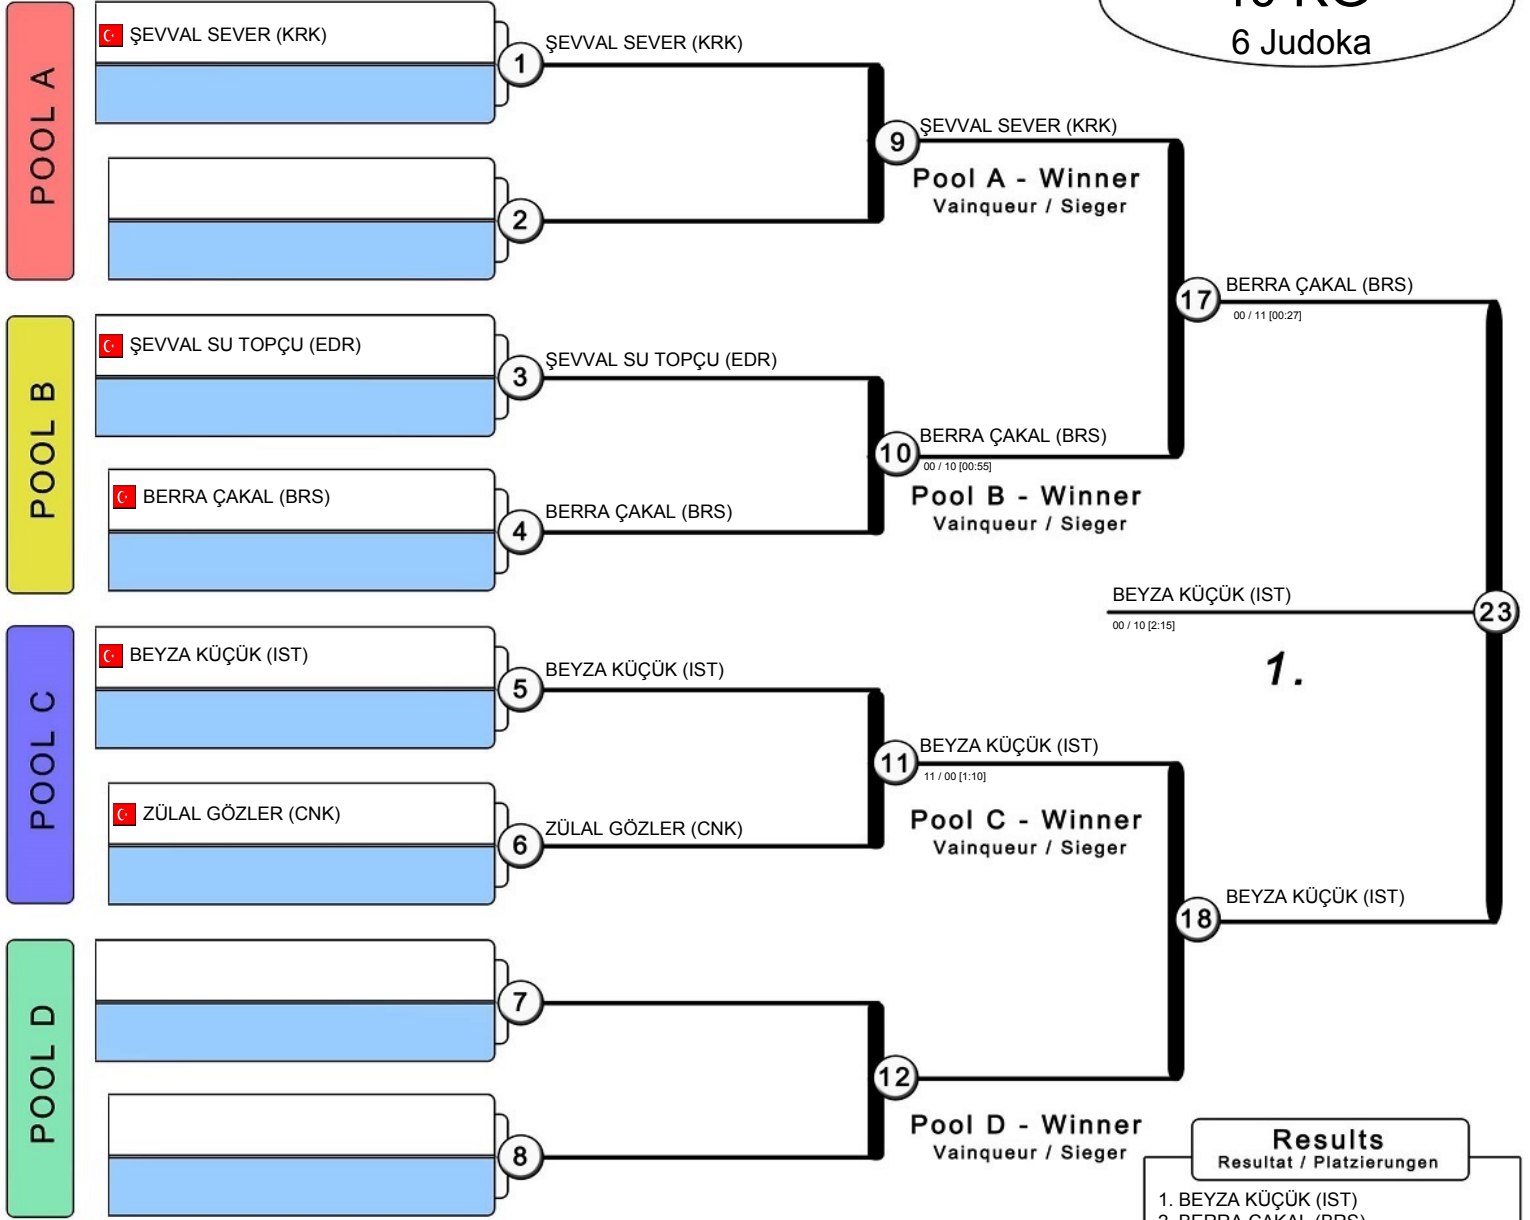 6 Judoka
POOL A
ŞEVVAL SEVER (KRK)
1
ŞEVVAL SEVER (KRK)
2
9
ŞEVVAL SEVER (KRK)
Pool A - Winner
Vainqueur / Sieger
17
BERRA ÇAKAL (BRS)
00 / 11 [00:27]
POOL B
ŞEVVAL SU TOPÇU (EDR)
3
ŞEVVAL SU TOPÇU (EDR)
BERRA ÇAKAL (BRS)
4
BERRA ÇAKAL (BRS)
10
BERRA ÇAKAL (BRS)
00 / 10 [00:55]
Pool B - Winner
Vainqueur / Sieger
BEYZA KÜÇÜK (IST)
00 / 10 [2:15]
23
1.
POOL C
BEYZA KÜÇÜK (IST)
5
BEYZA KÜÇÜK (IST)
ZÜLAL GÖZLER (CNK)
6
ZÜLAL GÖZLER (CNK)
11
BEYZA KÜÇÜK (IST)
11 / 00 [1:10]
Pool C - Winner
Vainqueur / Sieger
18
BEYZA KÜÇÜK (IST)
POOL D
7
8
12
Pool D - Winner
Vainqueur / Sieger
Results
Resultat / Platzierungen
1. BEYZA KÜÇÜK (IST)
2. BERRA ÇAKAL (BRS)